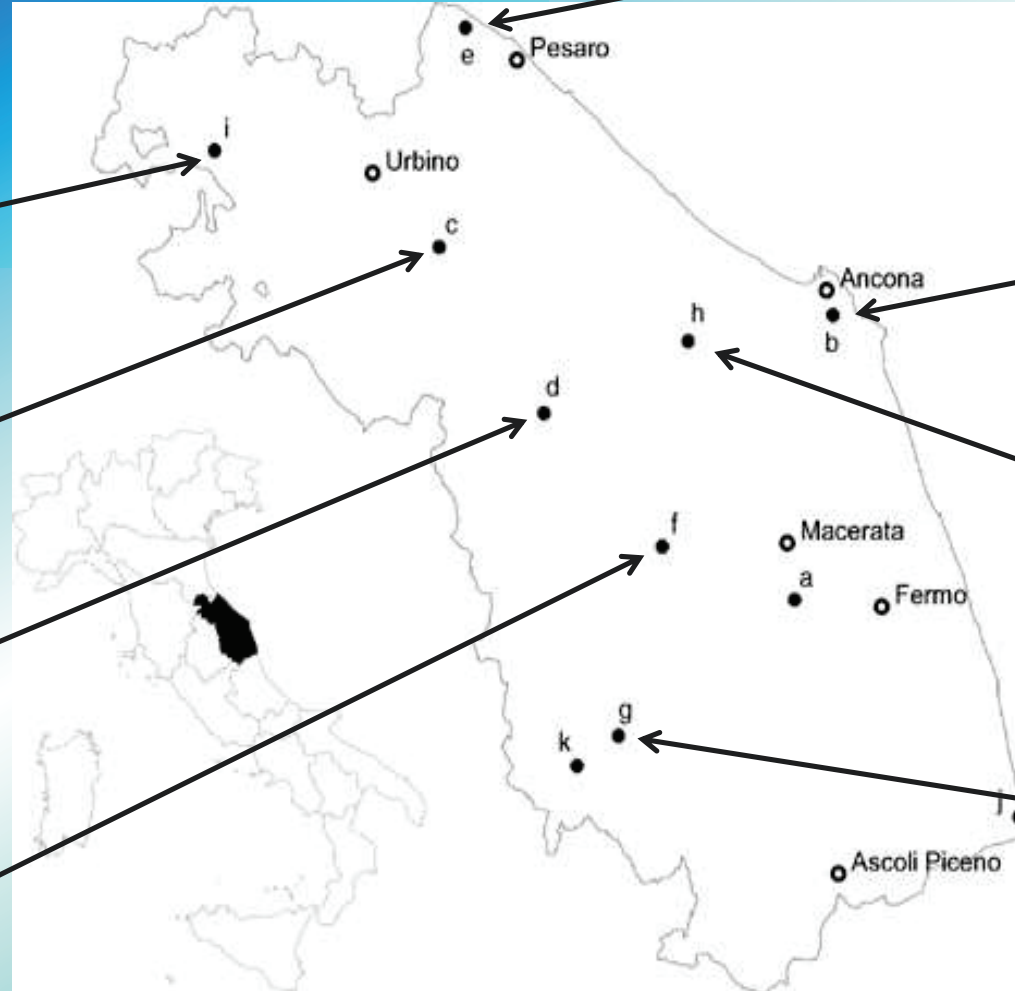 e
Pesaro
i
Urbino
c
Ancona
h
b
d
f
Macerata
a
Fermo
g
k
j
Ascoli Piceno